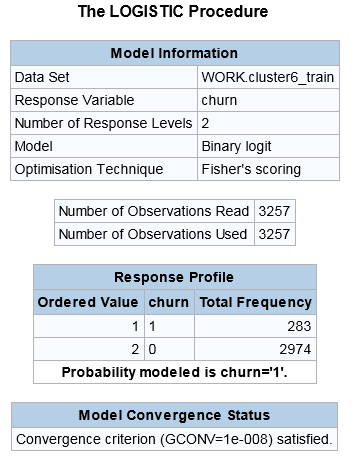 The LOGISTIC Procedure
Model Information
Data Set WORK.cluster6_train
Response Variable churn
Number of Response Levels 2
Model Binary logit
Optimisation Technique Fisher's scoring
Number of Observations Read 3257
Number of Observations Used 3257
Response Profile
Ordered Value churn Total Frequency
1 1 283
2 0 2974
Probability modeled is churn='1'.
Model Convergence Status
Convergence criterion (GCONV=1e-008) satisfied.